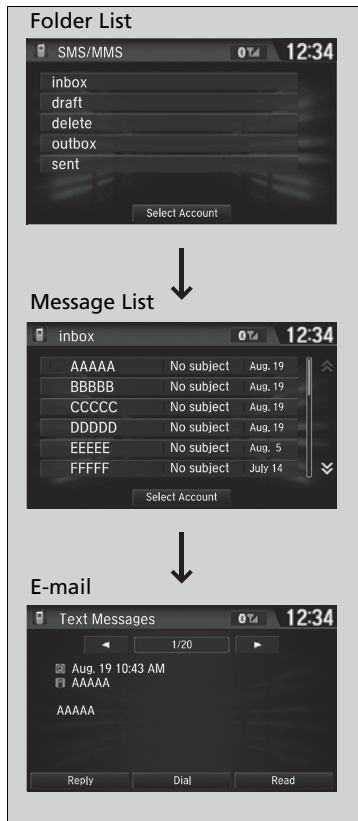 Folder List
SMS/MMS 12:34
inbox
draft
delete
outbox
sent
Select Account
Message List
inbox 12:34
AAAAA No subject Aug. 19
BBBBB No subject Aug. 19
CCCCC No subject Aug. 19
DDDDD No subject Aug. 19
EEEEE No subject Aug. 5
FFFFF No subject July 14
Select Account
E-mail
Text Messages 12:34
1/20
Aug. 19 10:43 AM
AAAAA
AAAAA
Reply Dial Read